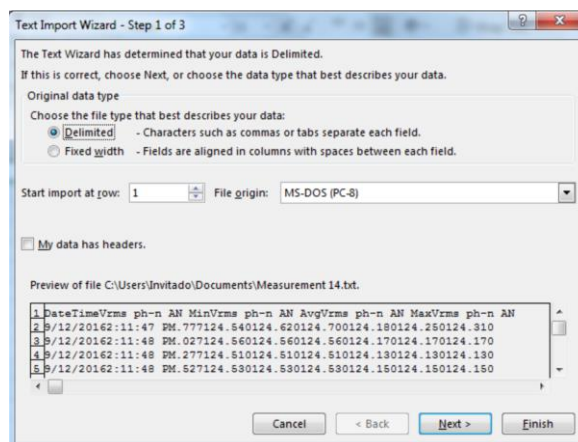 Text Import Wizard - Step 1 of 3
The Text Wizard has determined that your data is Delimited.
If this is correct, choose Next, or choose the data type that best describes your data.
Original data type
Choose the file type that best describes your data:
Delimited - Characters such as commas or tabs separate each field.
Fixed width - Fields are aligned in columns with spaces between each field.
Start import at row: 1 File origin: MS-DOS (PC-8)
My data has headers.
Preview of file C:\Users\Invitado\Documents\Measurement 14.txt.
1 DateTimeVrms ph-n AN MinVrms ph-n AN AvgVrms ph-n AN MaxVrms ph-n AN
2 9/12/20162:11:47 PM.777124.540124.620124.700124.180124.250124.310
3 9/12/20162:11:48 PM.027124.560124.560124.560124.170124.170124.170
4 9/12/20162:11:48 PM.277124.510124.510124.510124.130124.130124.130
5 9/12/20162:11:48 PM.527124.530124.530124.530124.150124.150124.150
Cancel < Back Next > Finish